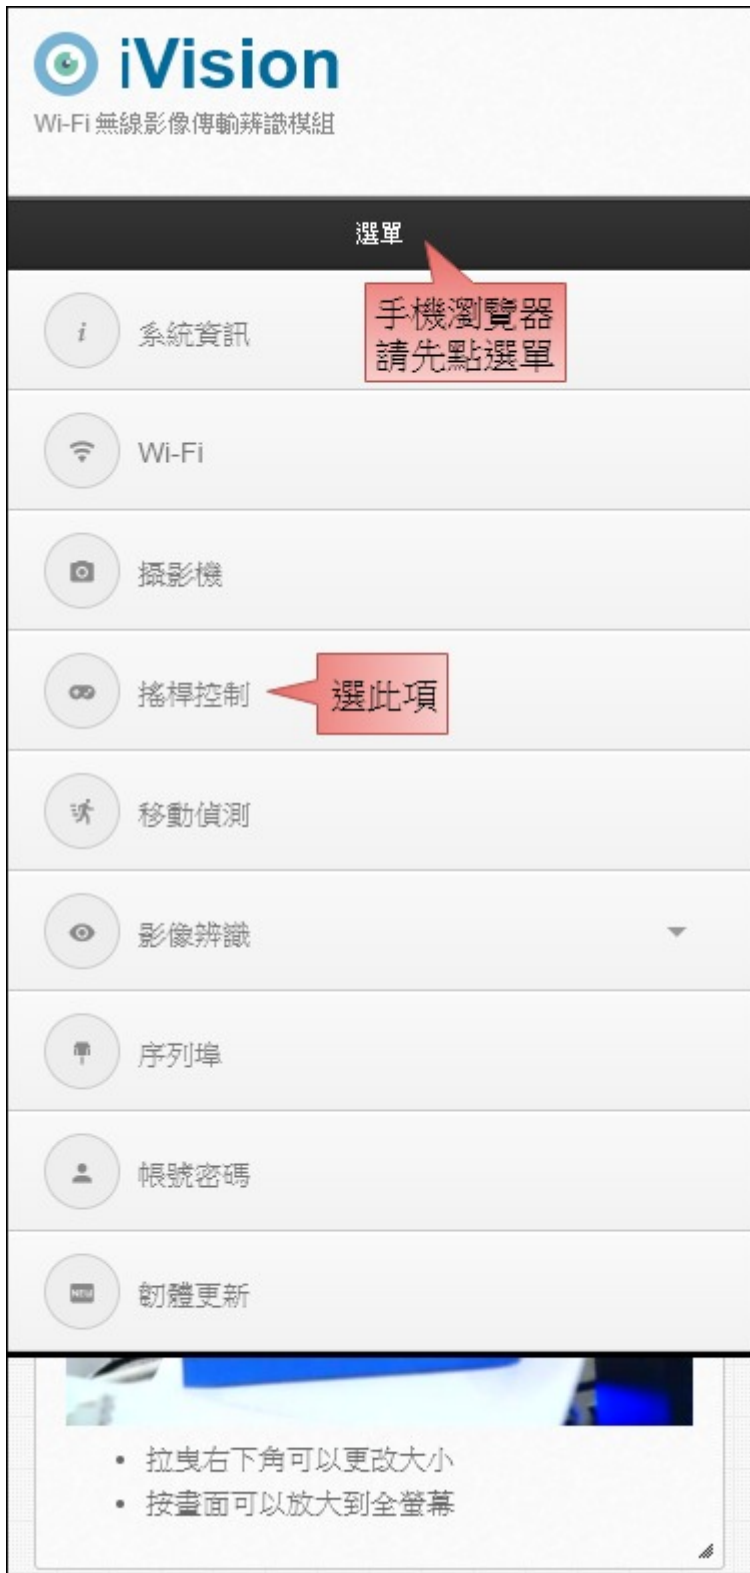 iVision
Wi-Fi 無線影像傳輸辨識模組
選單
手機瀏覽器
請先點選單
系統資訊
Wi-Fi
攝影機
搖桿控制
選此項
移動偵測
影像辨識
序列埠
帳號密碼
NEW
韌體更新
拉曳右下角可以更改大小
按畫面可以放大到全螢幕